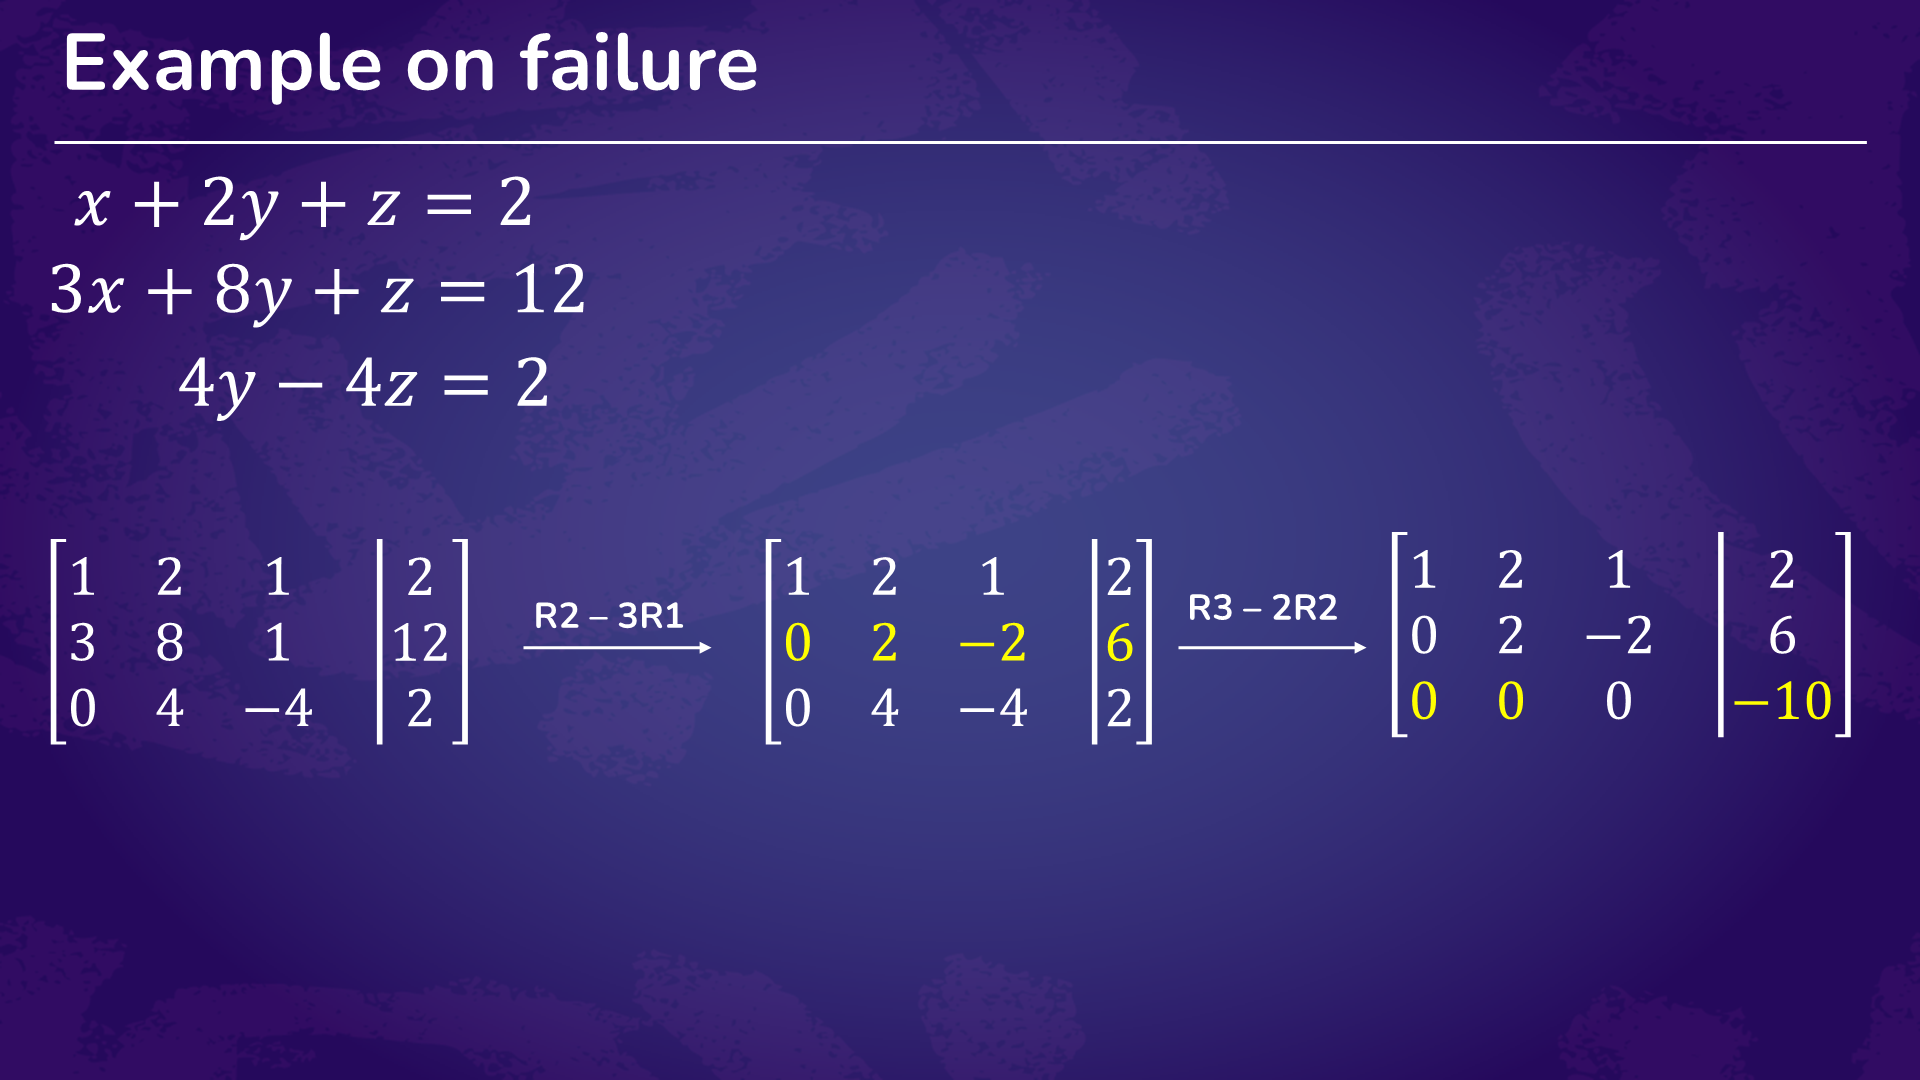 Example on failure
x + 2y + z = 2
3x + 8y + z = 12
4y − 4z = 2
1 2 1 2
3 8 1 12
0 4 −4 2
R2 – 3R1
1 2 1 2
0 2 −2 6
0 4 −4 2
R3 – 2R2
1 2 1 2
0 2 −2 6
0 0 0 −10